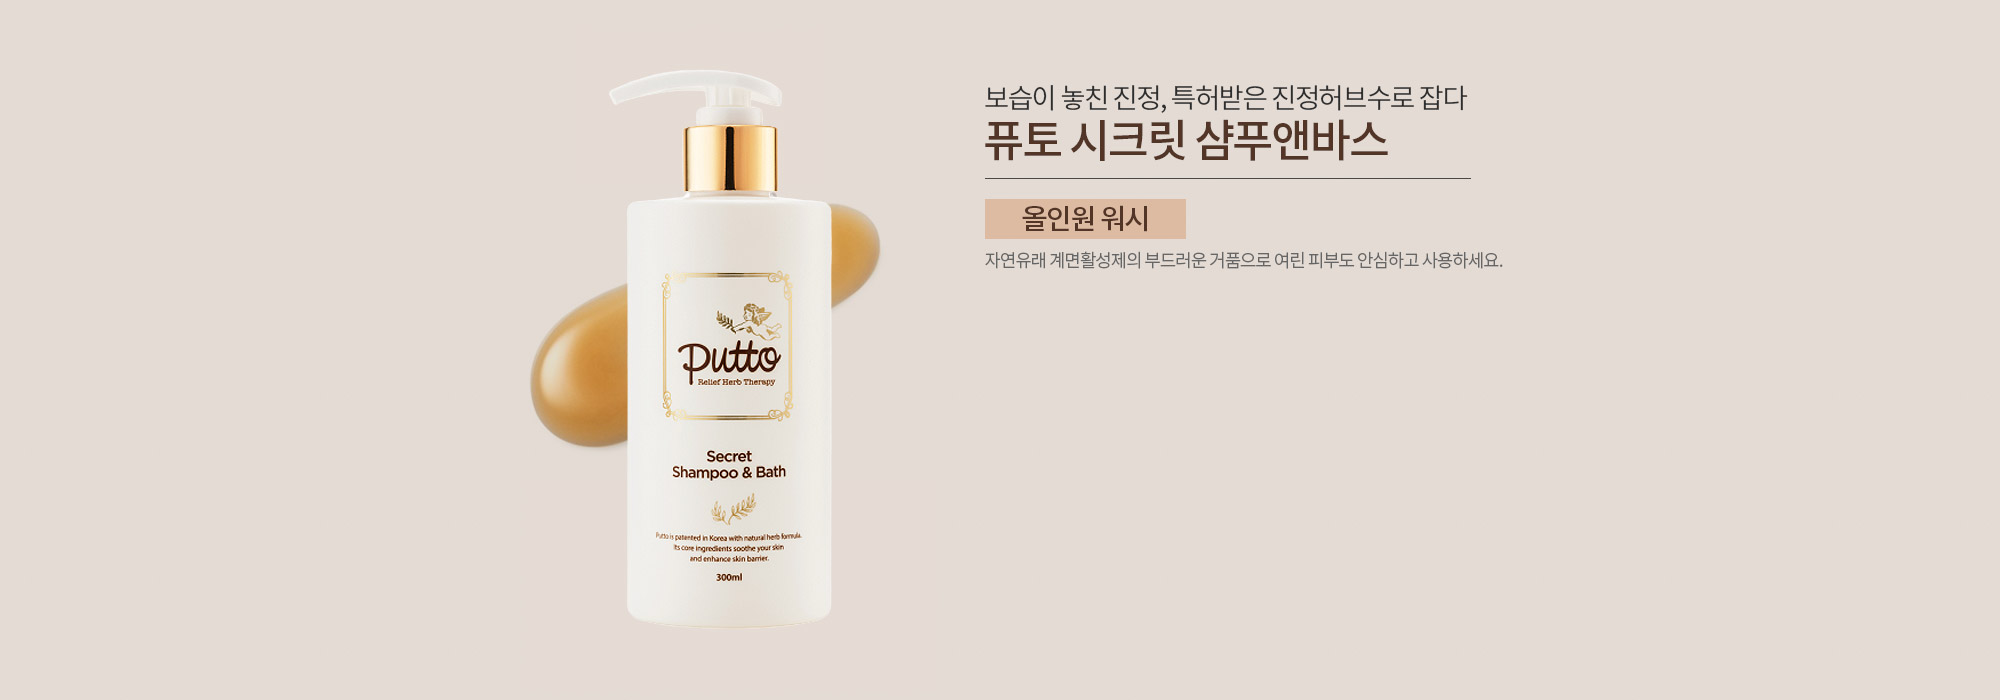 보습이 놓친 진정, 특허받은 진정허브수로 잡다
퓨토 시크릿 샴푸앤바스
올인원 워시
자연유래 계면활성제의 부드러운 거품으로 여린 피부도 안심하고 사용하세요.
Putto
Relief Herb Therapy
Secret
Shampoo & Bath
Putto is patented in Korea with natural herb formula.
Its core ingredients soothe your skin
and enhance skin barrier.
300ml